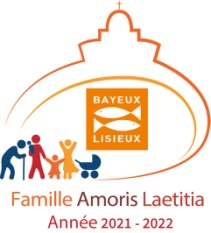 BAYEUX
LISIEUX
Famille Amoris Laetitia
Année 2021 - 2022